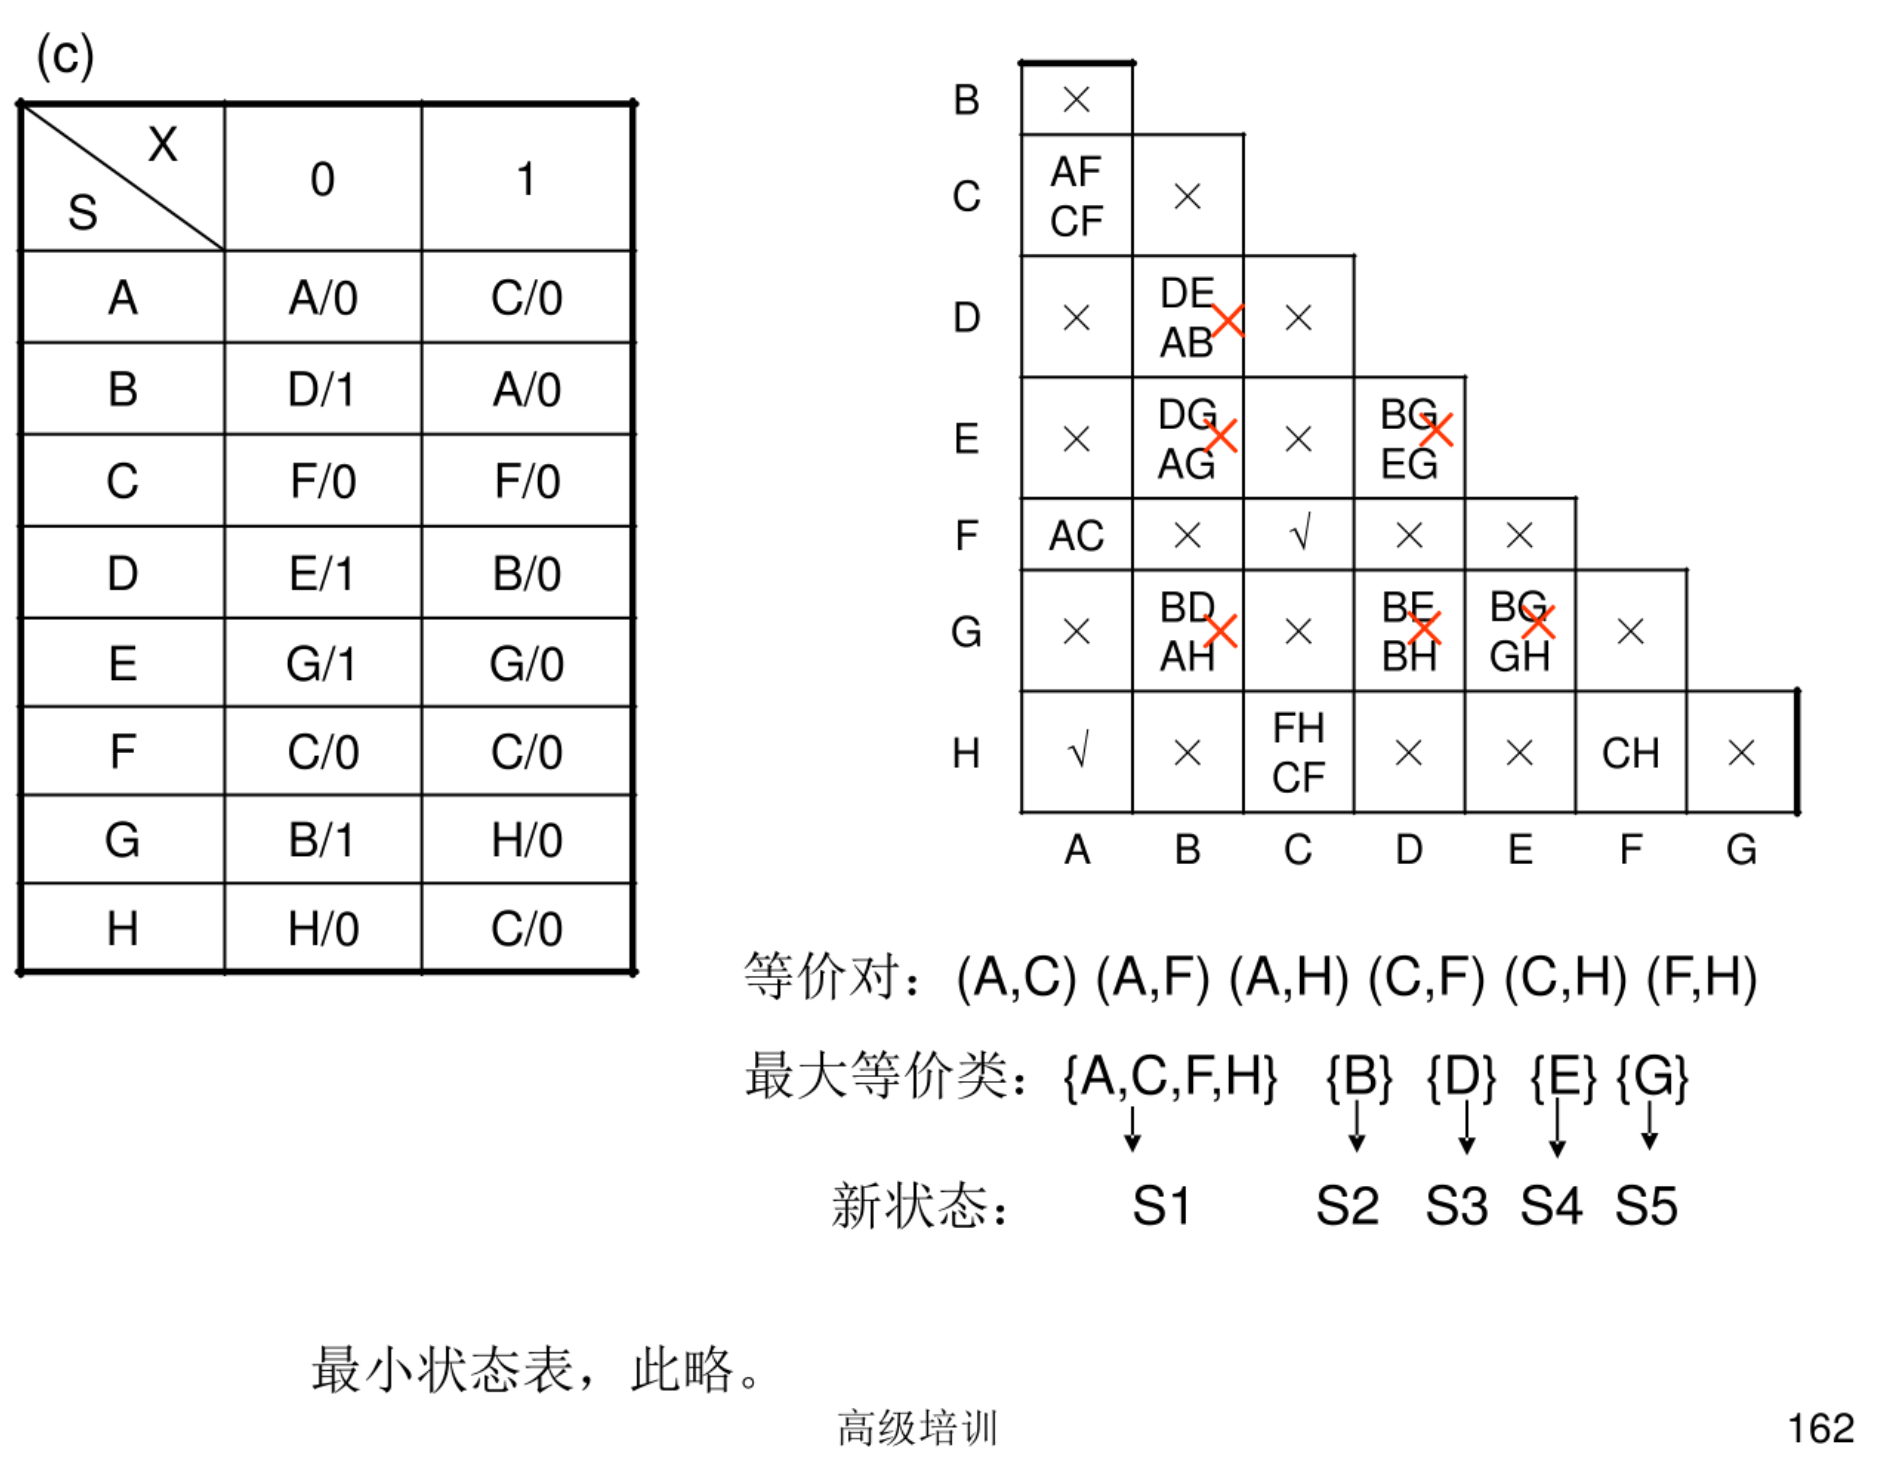 (c)
X
S
0 1
A A/0 C/0
B D/1 A/0
C F/0 F/0
D E/1 B/0
E G/1 G/0
F C/0 C/0
G B/1 H/0
H H/0 C/0
B ×
C AF CF ×
D × DE AB × ×
E × DG AG × × BG EG ×
F AC × √ × ×
G × BD AH × × BE BH × BG GH × ×
H √ × FH CF × × CH ×
A B C D E F G
等价对：(A,C) (A,F) (A,H) (C,F) (C,H) (F,H)
最大等价类：{A,C,F,H} {B} {D} {E} {G}
新状态： S1 S2 S3 S4 S5
最小状态表，此略。
高级培训
162